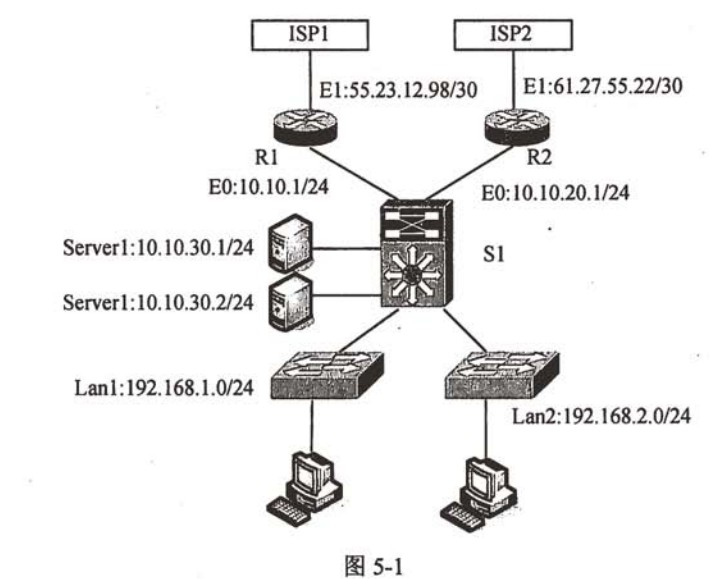 ISP1
ISP2
E1:55.23.12.98/30
E1:61.27.55.22/30
R1
R2
E0:10.10.1/24
E0:10.10.20.1/24
Server1:10.10.30.1/24
S1
Server1:10.10.30.2/24
Lan1:192.168.1.0/24
Lan2:192.168.2.0/24
图 5-1